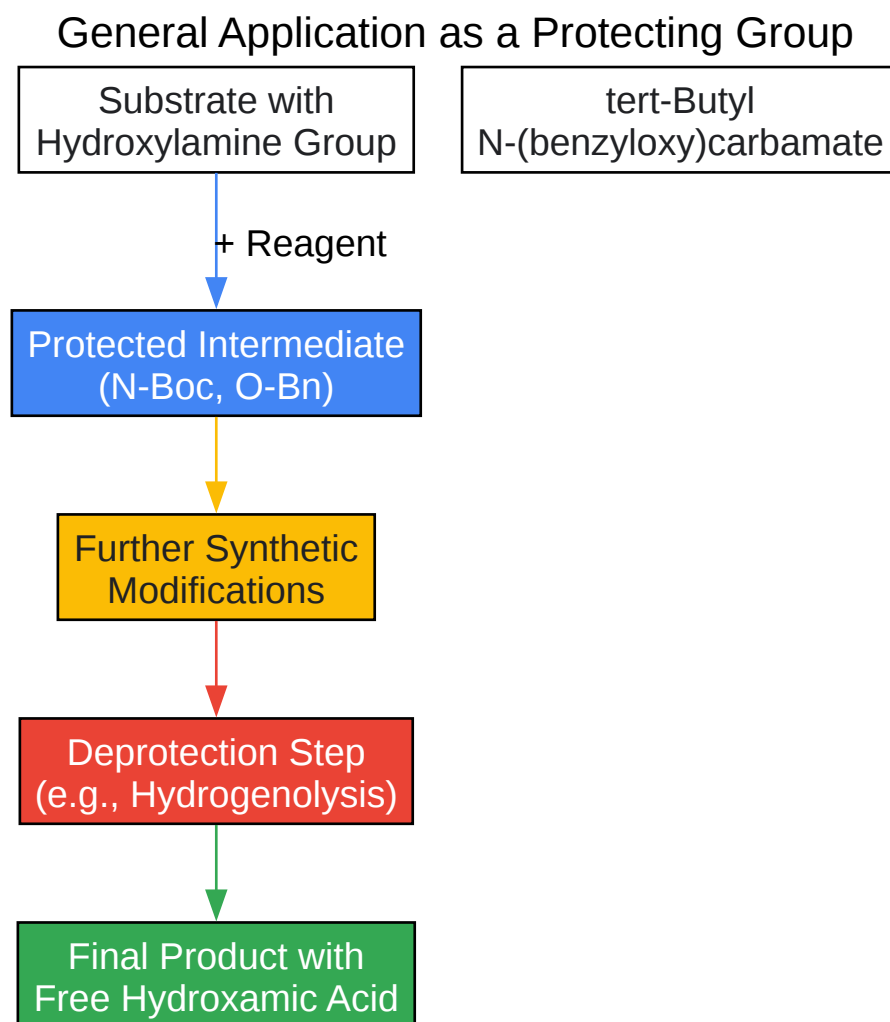 General Application as a Protecting Group
Substrate with
Hydroxylamine Group
tert-Butyl
N-(benzyloxy)carbamate
+ Reagent
Protected Intermediate
(N-Boc, O-Bn)
Further Synthetic
Modifications
Deprotection Step
(e.g., Hydrogenolysis)
Final Product with
Free Hydroxamic Acid